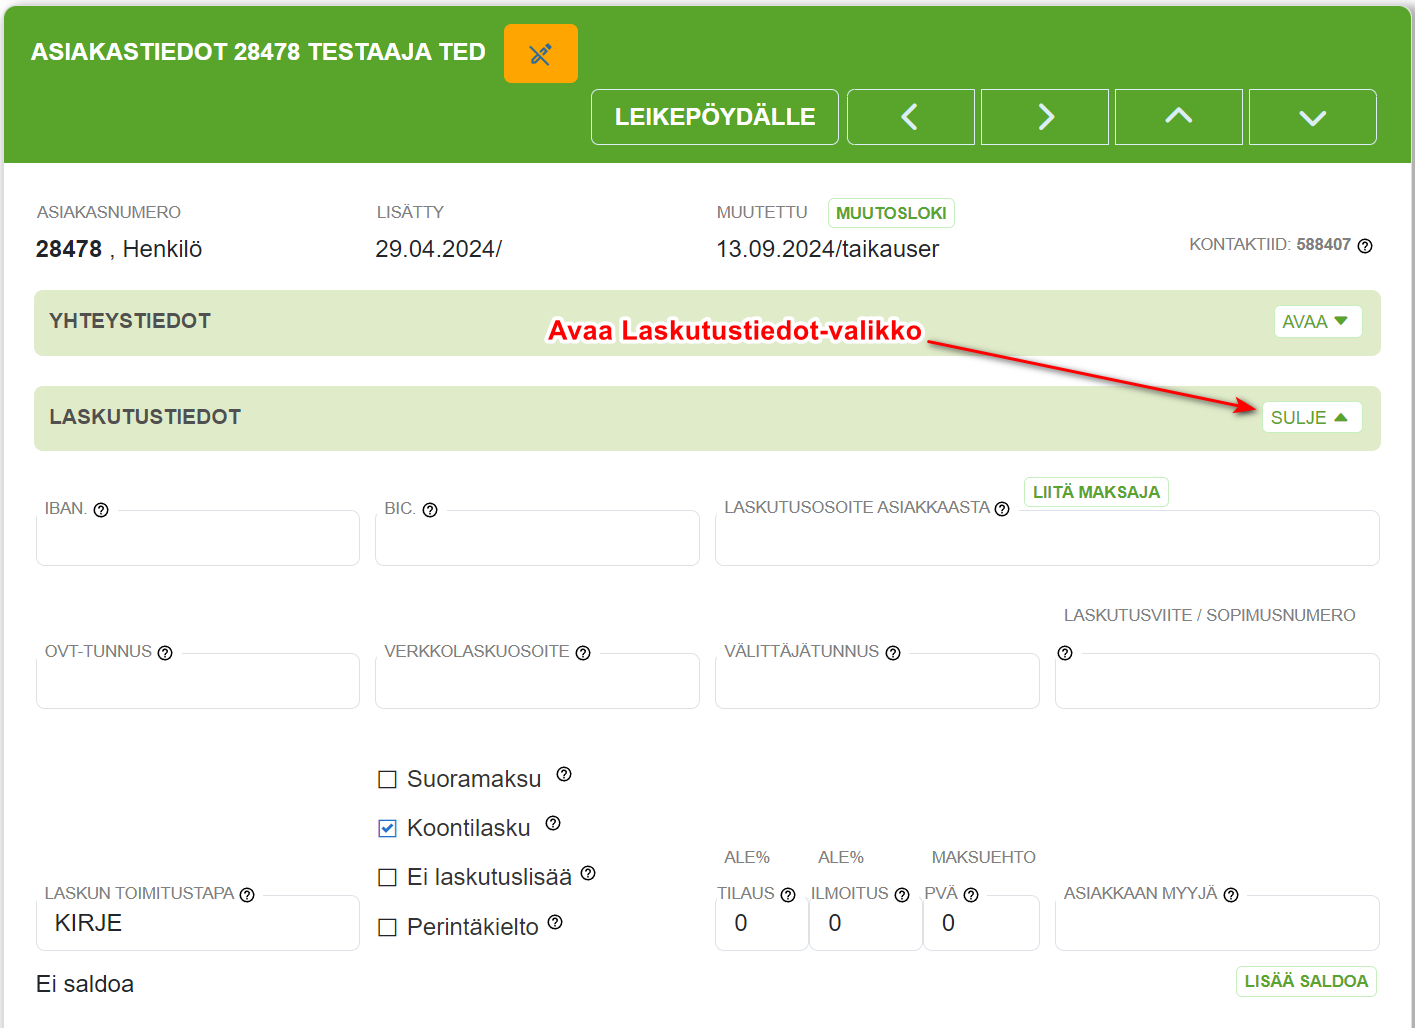 ASIAKASTIEDOT 28478 TESTAAJA TED
LEIKEPÖYDÄLLE
ASIAKASNUMERO
28478 , Henkilö
LISÄTTY
29.04.2024/
MUUTETTU MUUTOSLOKI
13.09.2024/taikauser
KONTAKTIID: 588407
YHTEYSTIEDOT
AVAA
Avaa Laskutustiedot-valikko
LASKUTUSTIEDOT
SULJE
IBAN.
BIC.
LASKUTUSOSOITE ASIAKKAASTA
LIITÄ MAKSAJA
OVT-TUNNUS
VERKKOLASKUOSOITE
VÄLITTÄJÄTUNNUS
LASKUTUSVIITE / SOPIMUSNUMERO
LASKUN TOIMITUSTAPA
KIRJE
Suoramaksu
Koontilasku
Ei laskutuslisää
Perintäkielto
ALE%
TILAUS
0
ALE%
ILMOITUS
0
MAKSUEHTO
PVÄ
0
ASIAKKAAN MYYJÄ
Ei saldoa
LISÄÄ SALDOA